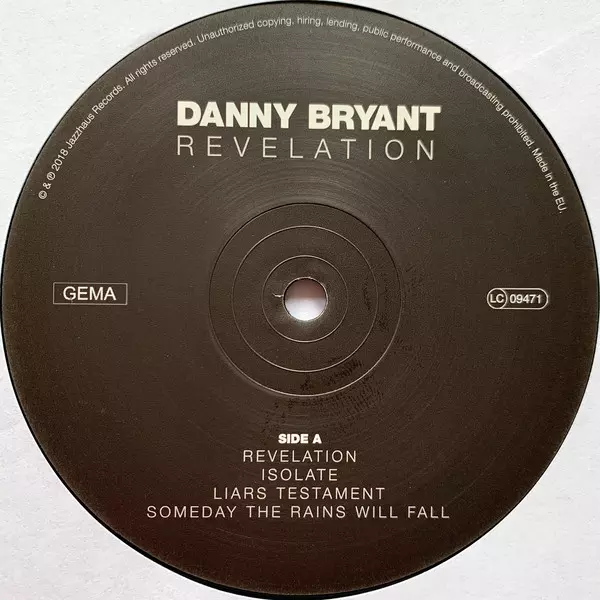 © & ℗ 2018 Jazzhaus Records. All rights reserved. Unauthorized copying, hiring, lending, public performance and broadcasting prohibited. Made in the EU.
DANNY BRYANT
REVELATION
GEMA
LC 09471
SIDE A
REVELATION
ISOLATE
LIARS TESTAMENT
SOMEDAY THE RAINS WILL FALL